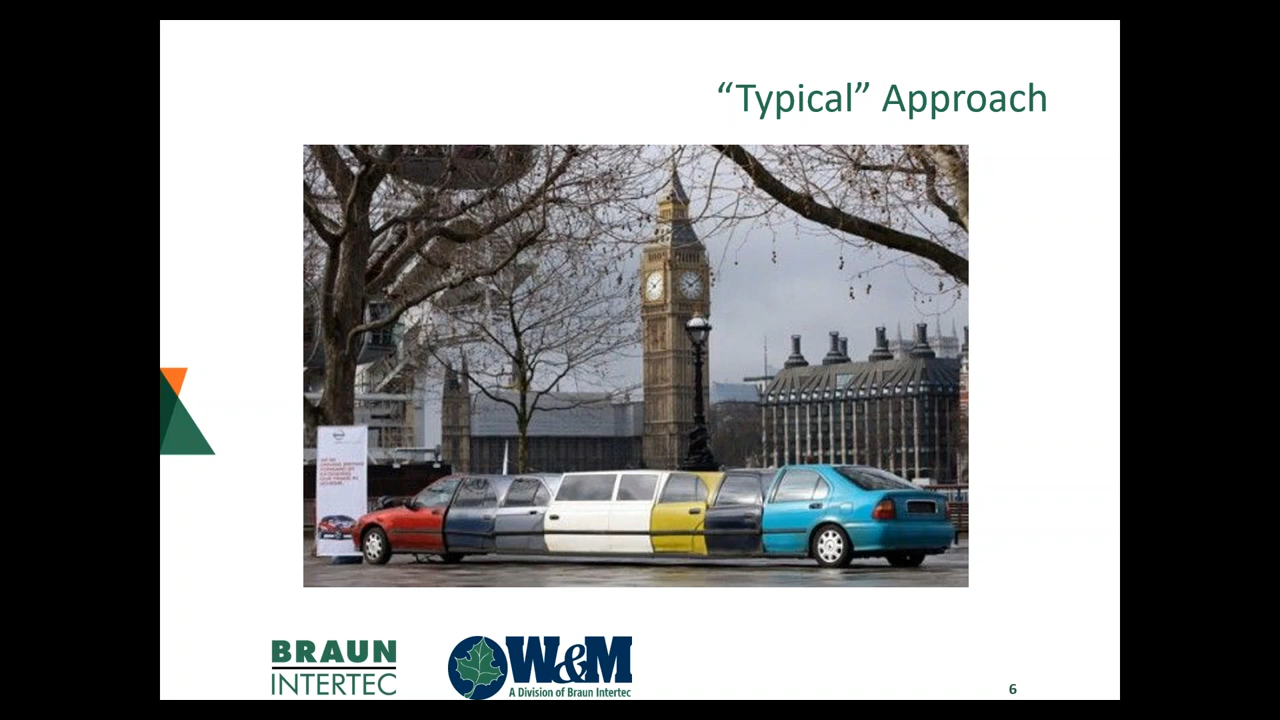 “Typical” Approach
BRAUN
INTERTEC
W&M
A Division of Braun Intertec
6